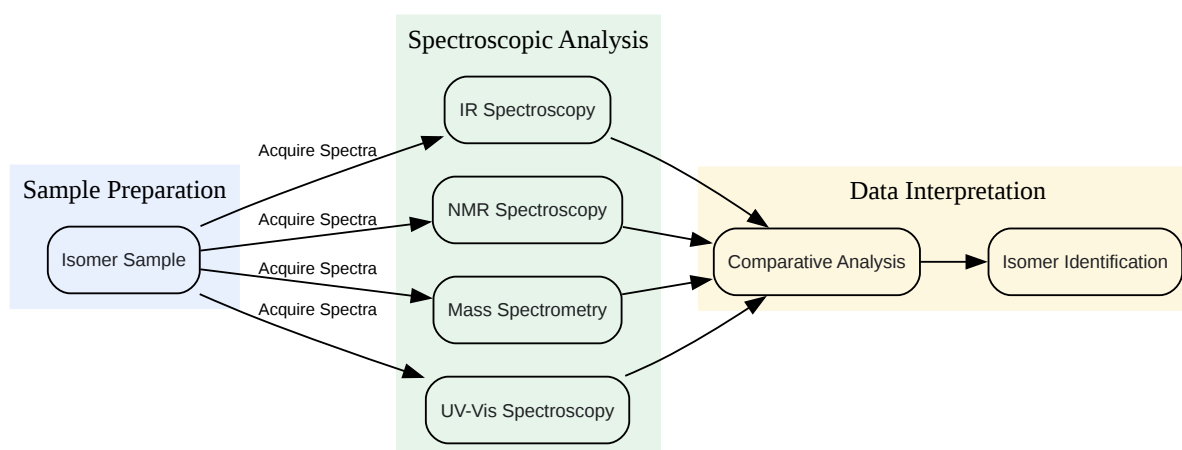 Sample Preparation
Isomer Sample
Acquire Spectra
Acquire Spectra
Acquire Spectra
Acquire Spectra
Spectroscopic Analysis
IR Spectroscopy
NMR Spectroscopy
Mass Spectrometry
UV-Vis Spectroscopy
Data Interpretation
Comparative Analysis
Isomer Identification